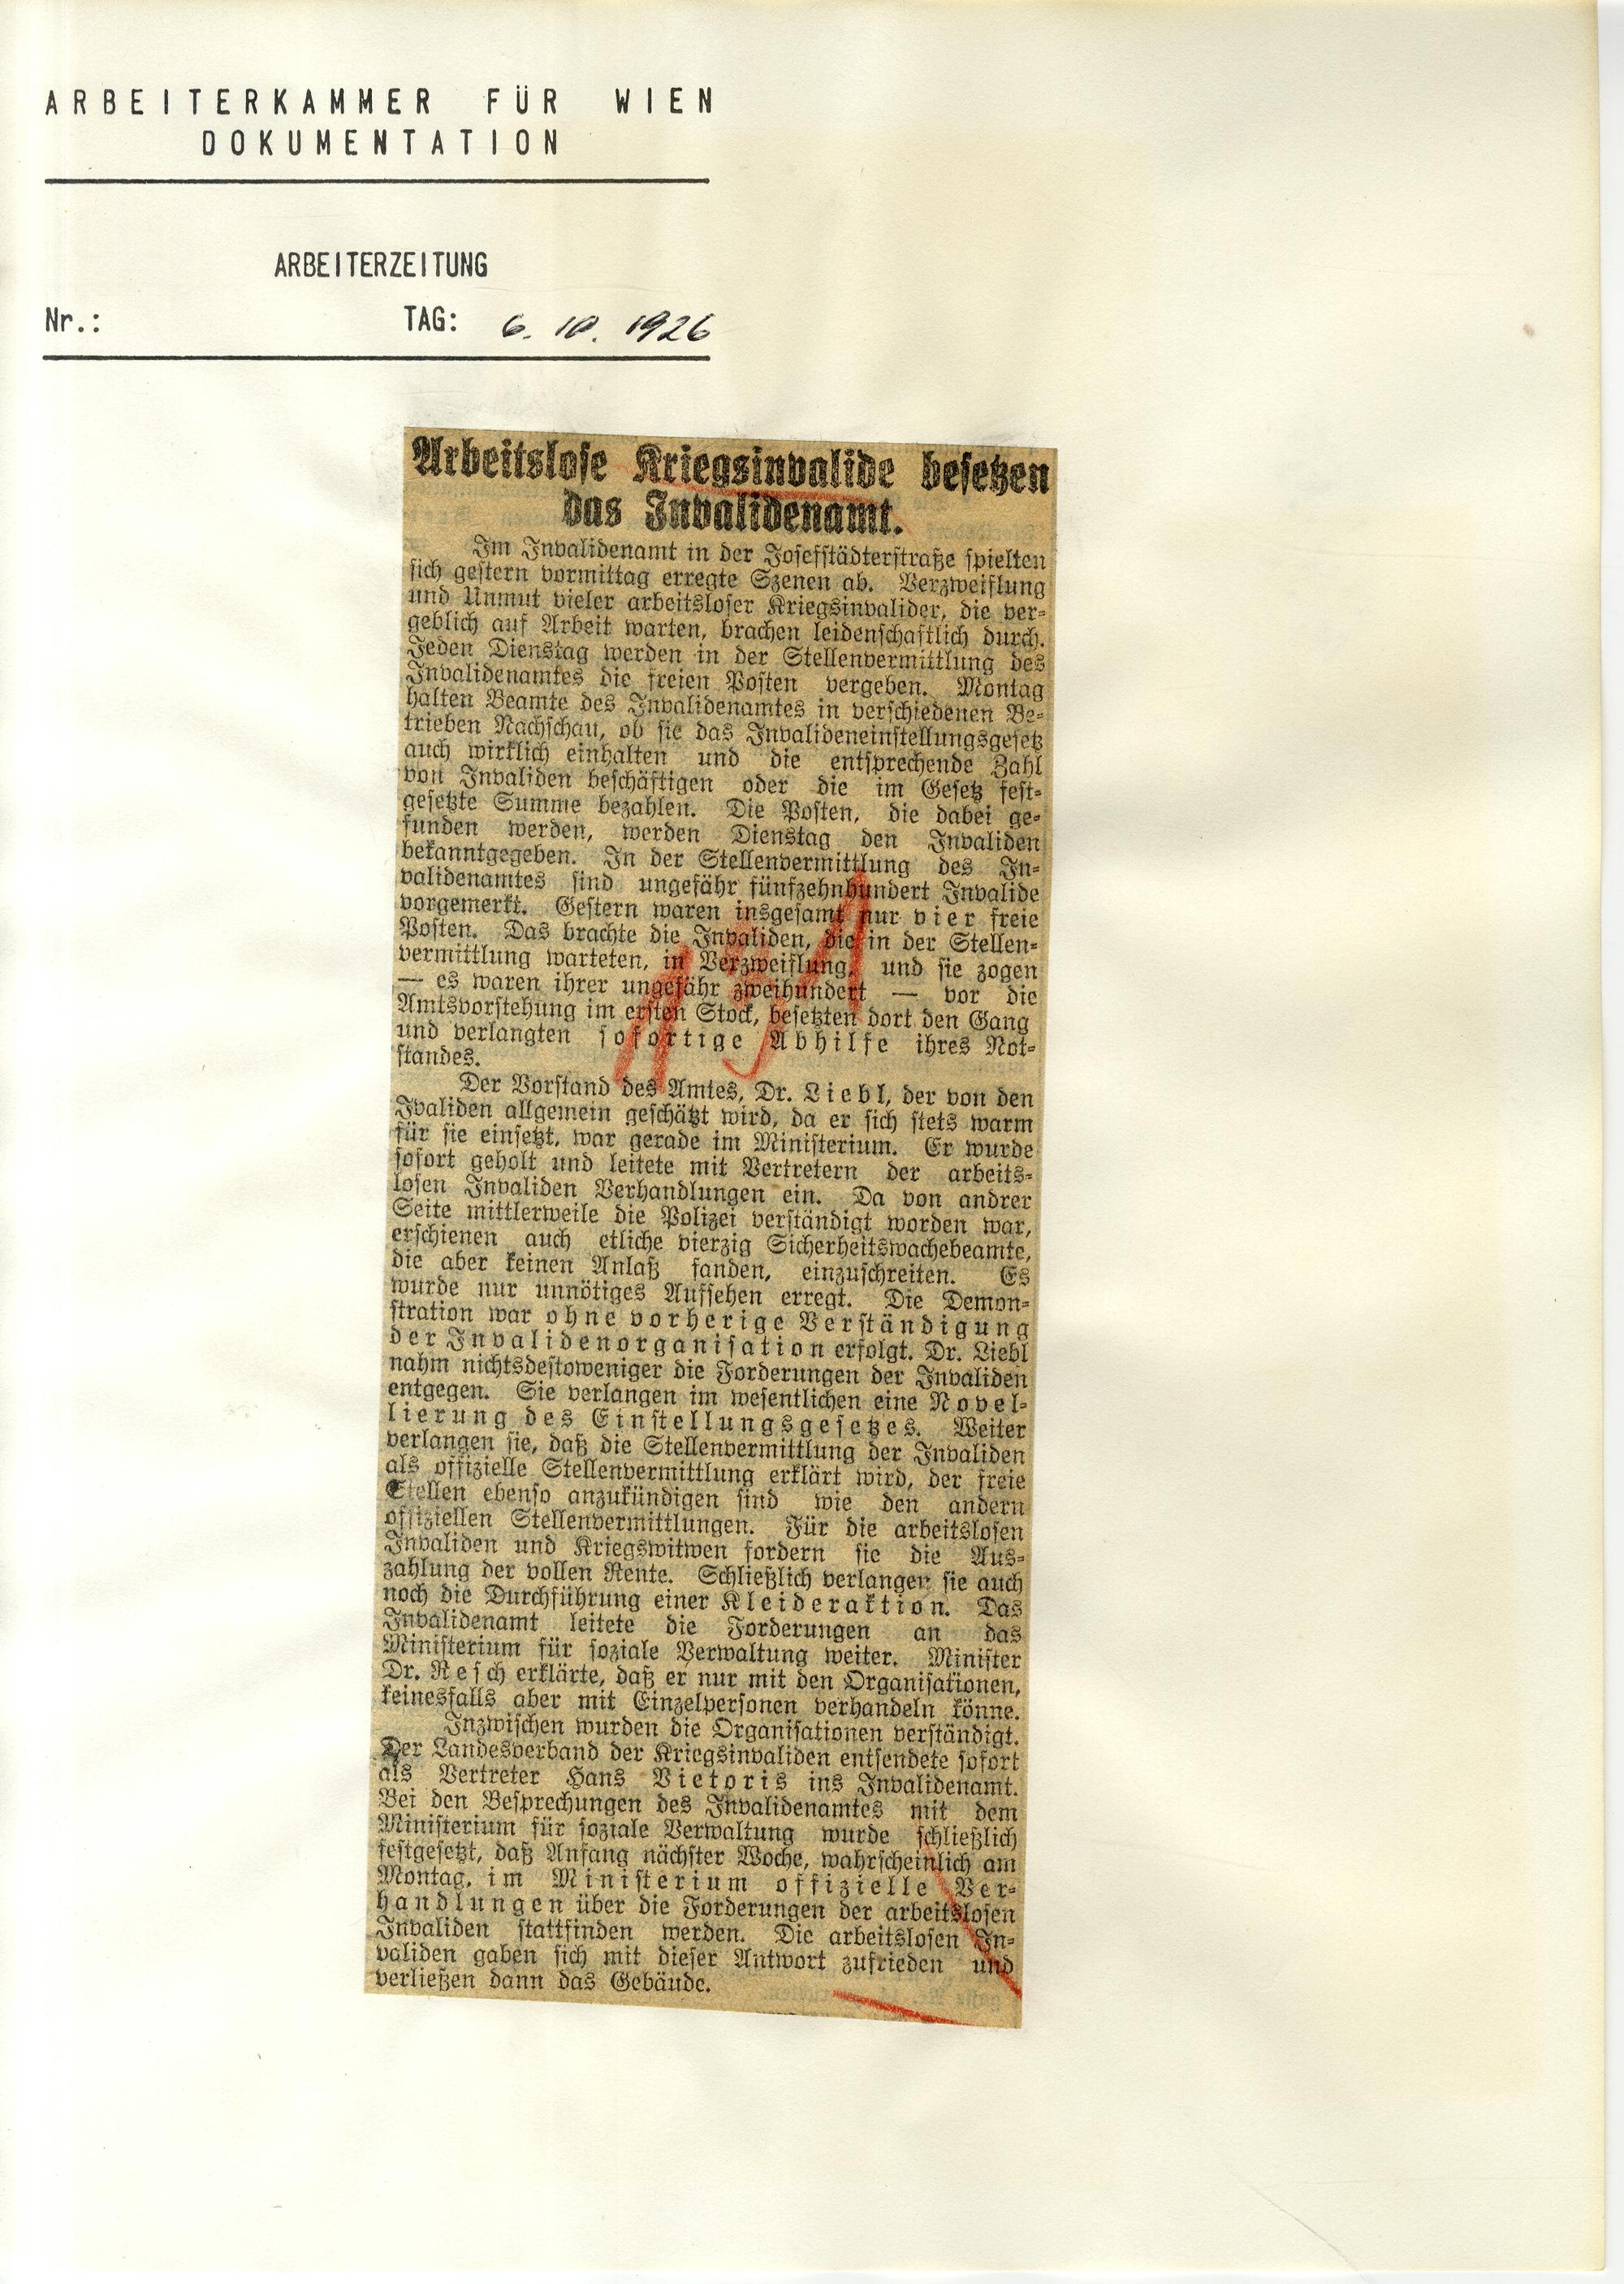 ARBEITERKAMMER FÜR WIEN
DOKUMENTATION
ARBEITERZEITUNG
Nr.: TAG: 6. 10. 1926
Arbeitslose Kriegsinvalide besetzen
das Invalidenamt.
Im Invalidenamt in der Josefstädterstraße spielten
sich gestern vormittag erregte Szenen ab. Verzweiflung
und Unmut vieler arbeitsloser Kriegsinvalider, die ver-
geblich auf Arbeit warten, brachen leidenschaftlich durch.
Jeden Dienstag werden in der Stellenvermittlung des
Invalidenamtes die freien Posten vergeben. Montag
halten Beamte des Invalidenamtes in verschiedenen Be-
trieben Nachschau, ob sie das Invalideneinstellungsgesetz
auch wirklich einhalten und die entsprechende Zahl
von Invaliden beschäftigen oder die im Gesetz fest-
gesetzte Summe bezahlen. Die Posten, die dabei ge-
funden werden, werden Dienstag den Invaliden
bekanntgegeben. In der Stellenvermittlung des In-
validenamtes sind ungefähr fünfzehnhundert Invalide
vorgemerkt. Gestern waren insgesamt nur vier freie
Posten. Das brachte die Invaliden, die in der Stellen-
vermittlung warteten, in Verzweiflung, und sie zogen
— es waren ihrer ungefähr zweihundert — vor die
Amtsvorstehung im ersten Stock, besetzten dort den Gang
und verlangten sofortige Abhilfe ihres Not-
standes.
Der Vorstand des Amtes, Dr. Liebl, der von den
Ivaliden allgemein geschätzt wird, da er sich stets warm
für sie einsetzt, war gerade im Ministerium. Er wurde
sofort geholt und leitete mit Vertretern der arbeits-
losen Invaliden Verhandlungen ein. Da von andrer
Seite mittlerweile die Polizei verständigt worden war,
erschienen auch etliche vierzig Sicherheitswachebeamte,
die aber keinen Anlaß fanden, einzuschreiten. Es
wurde nur unnötiges Aufsehen erregt. Die Demon-
stration war ohne vorherige Verständigung
der Invalidenorganisation erfolgt. Dr. Liebl
nahm nichtsdestoweniger die Forderungen der Invaliden
entgegen. Sie verlangen im wesentlichen eine Novel-
lierung des Einstellungsgesetzes. Weiter
verlangen sie, daß die Stellenvermittlung der Invaliden
als offizielle Stellenvermittlung erklärt wird, der freie
Stellen ebenso anzukündigen sind wie den andern
offiziellen Stellenvermittlungen. Für die arbeitslosen
Invaliden und Kriegswitwen fordern sie die Aus-
zahlung der vollen Rente. Schließlich verlangen sie auch
noch die Durchführung einer Kleideraktion. Das
Invalidenamt leitete die Forderungen an das
Ministerium für soziale Verwaltung weiter. Minister
Dr. Resch erklärte, daß er nur mit den Organisationen,
keinesfalls aber mit Einzelpersonen verhandeln könne.
Inzwischen wurden die Organisationen verständigt.
Der Landesverband der Kriegsinvaliden entsendete sofort
als Vertreter Hans Vietoris ins Invalidenamt.
Bei den Besprechungen des Invalidenamtes mit dem
Ministerium für soziale Verwaltung wurde schließlich
festgesetzt, daß Anfang nächster Woche, wahrscheinlich am
Montag, im Ministerium offizielle Ver-
handlungen über die Forderungen der arbeitslosen
Invaliden stattfinden werden. Die arbeitslosen In-
validen gaben sich mit dieser Antwort zufrieden und
verließen dann das Gebäude.